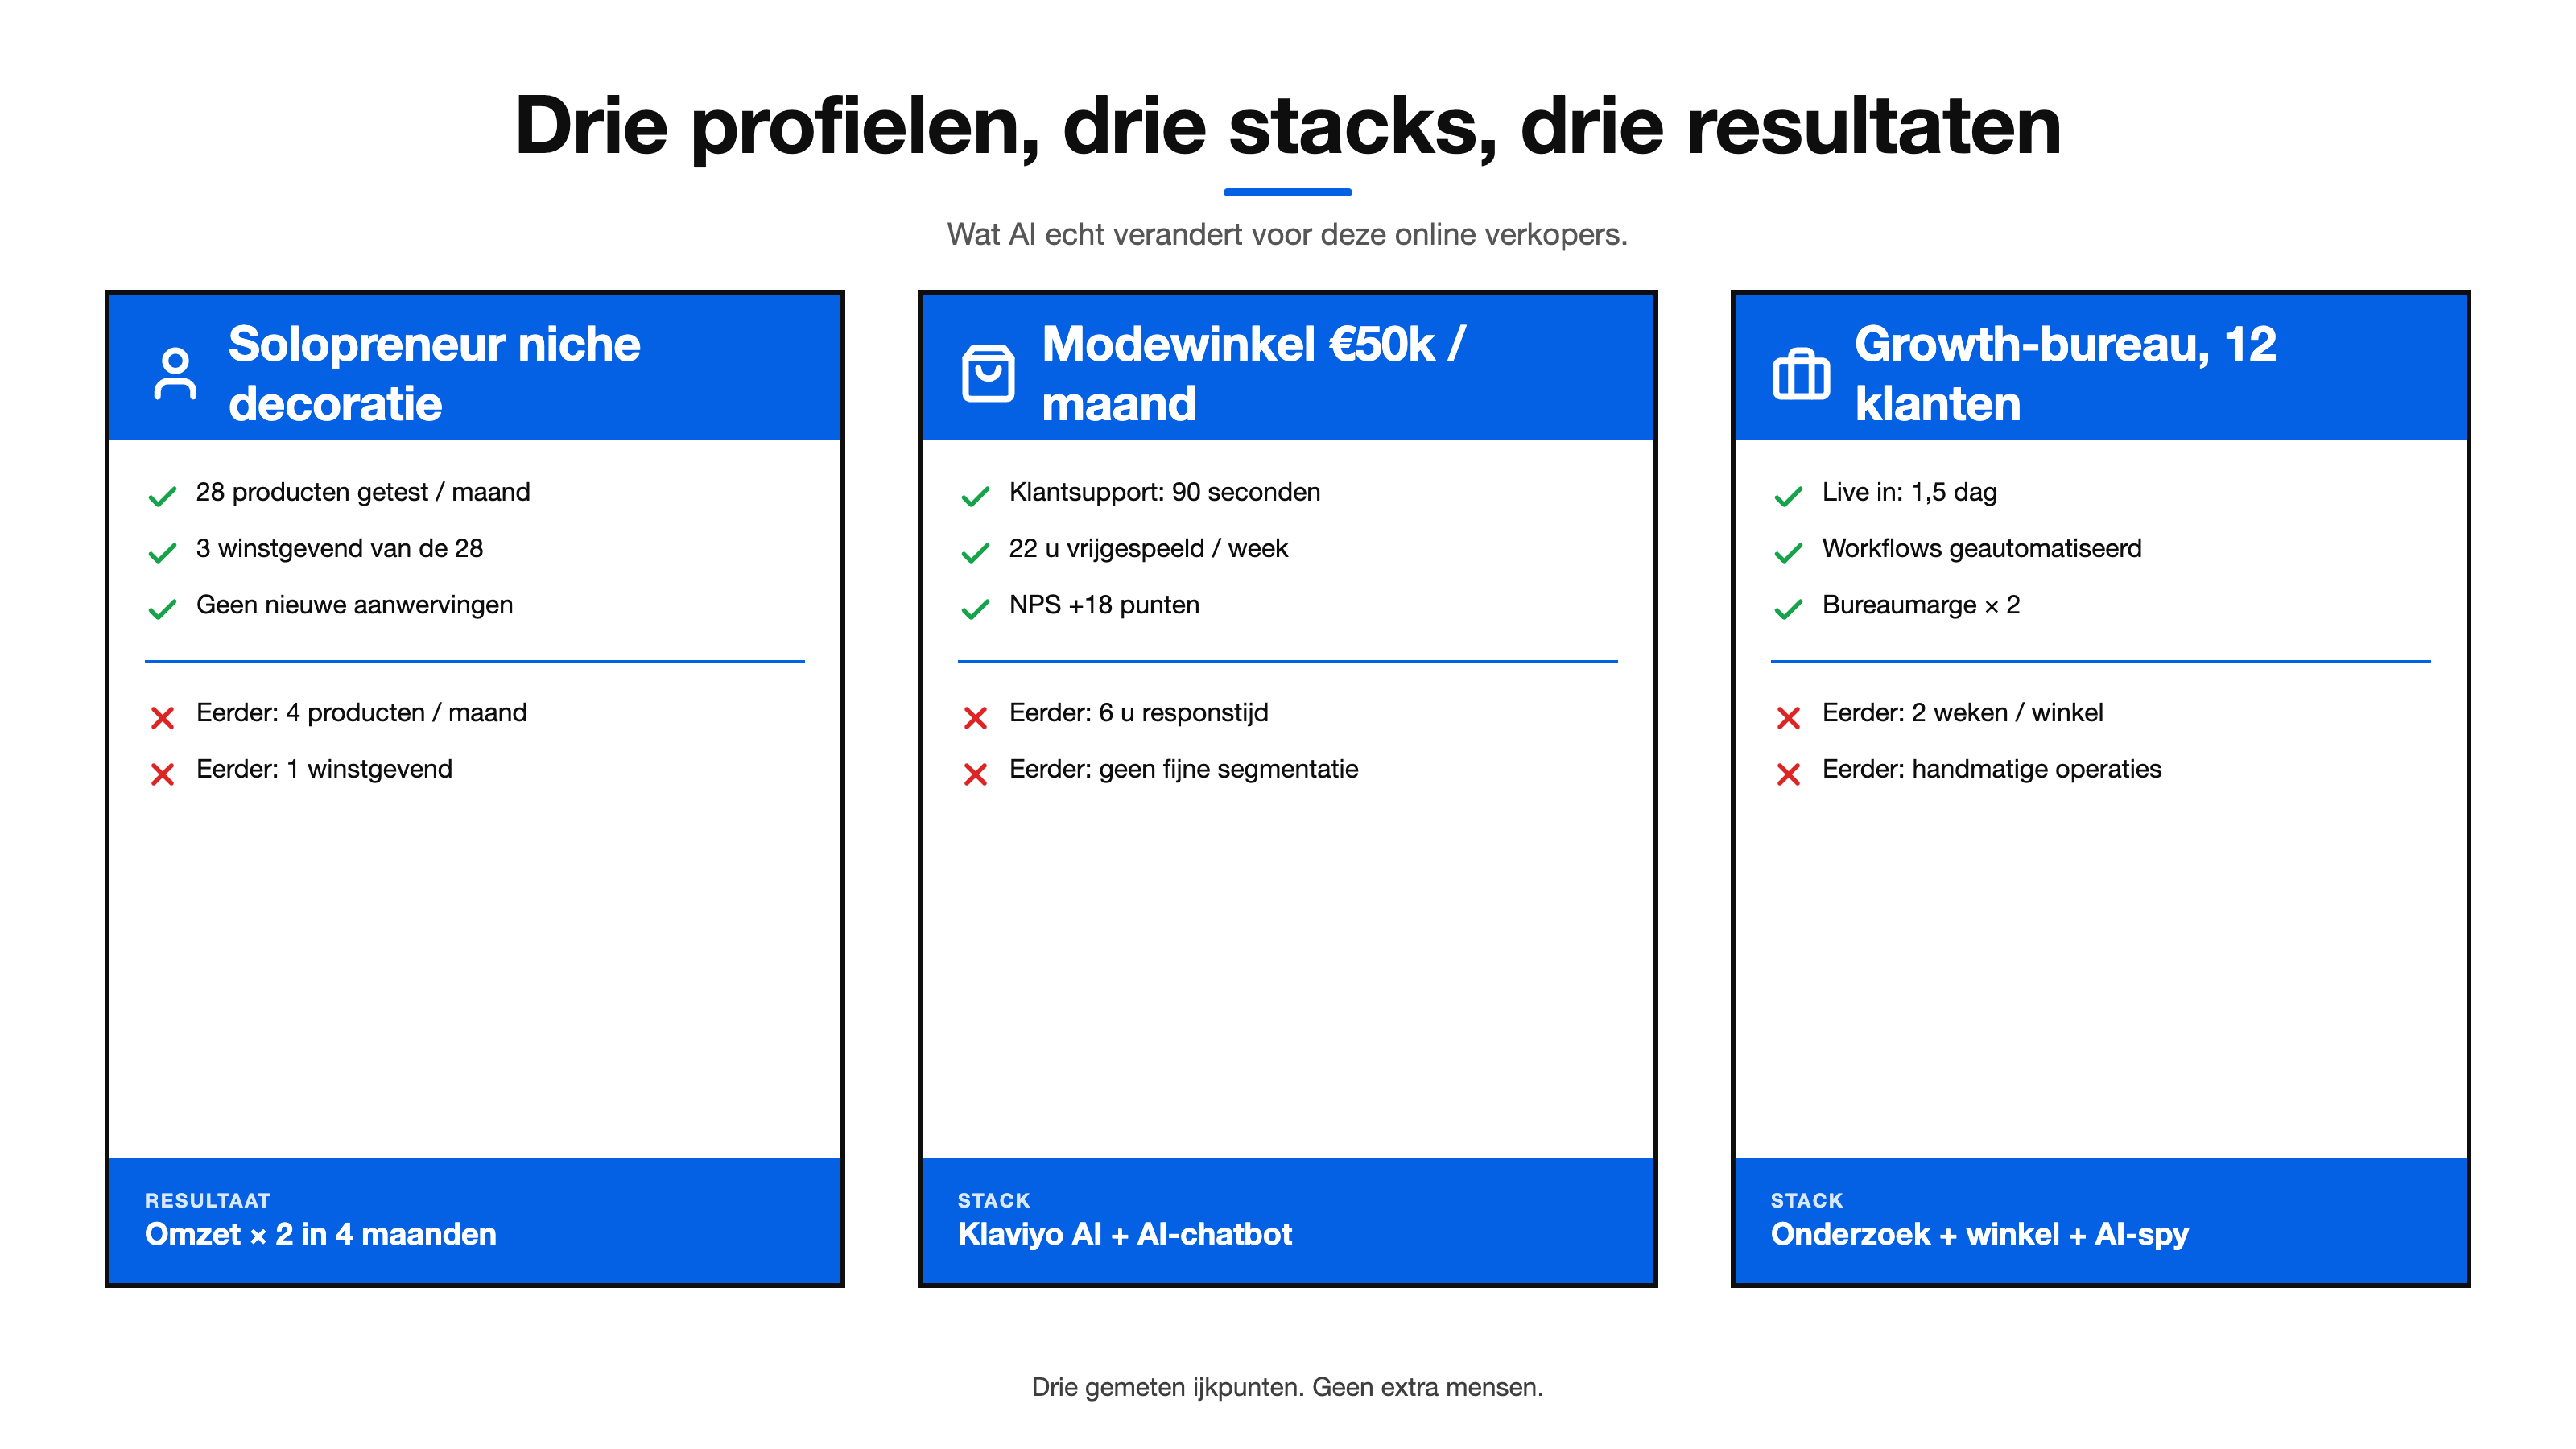 Drie profielen, drie stacks, drie resultaten
Wat AI echt verandert voor deze online verkopers.
Solopreneur niche
decoratie
28 producten getest / maand
3 winstgevend van de 28
Geen nieuwe aanwervingen
Eerder: 4 producten / maand
Eerder: 1 winstgevend
RESULTAAT
Omzet × 2 in 4 maanden
Modewinkel €50k /
maand
Klantsupport: 90 seconden
22 u vrijgespeeld / week
NPS +18 punten
Eerder: 6 u responstijd
Eerder: geen fijne segmentatie
STACK
Klaviyo AI + AI-chatbot
Growth-bureau, 12
klanten
Live in: 1,5 dag
Workflows geautomatiseerd
Bureaumarge × 2
Eerder: 2 weken / winkel
Eerder: handmatige operaties
STACK
Onderzoek + winkel + AI-spy
Drie gemeten ijkpunten. Geen extra mensen.